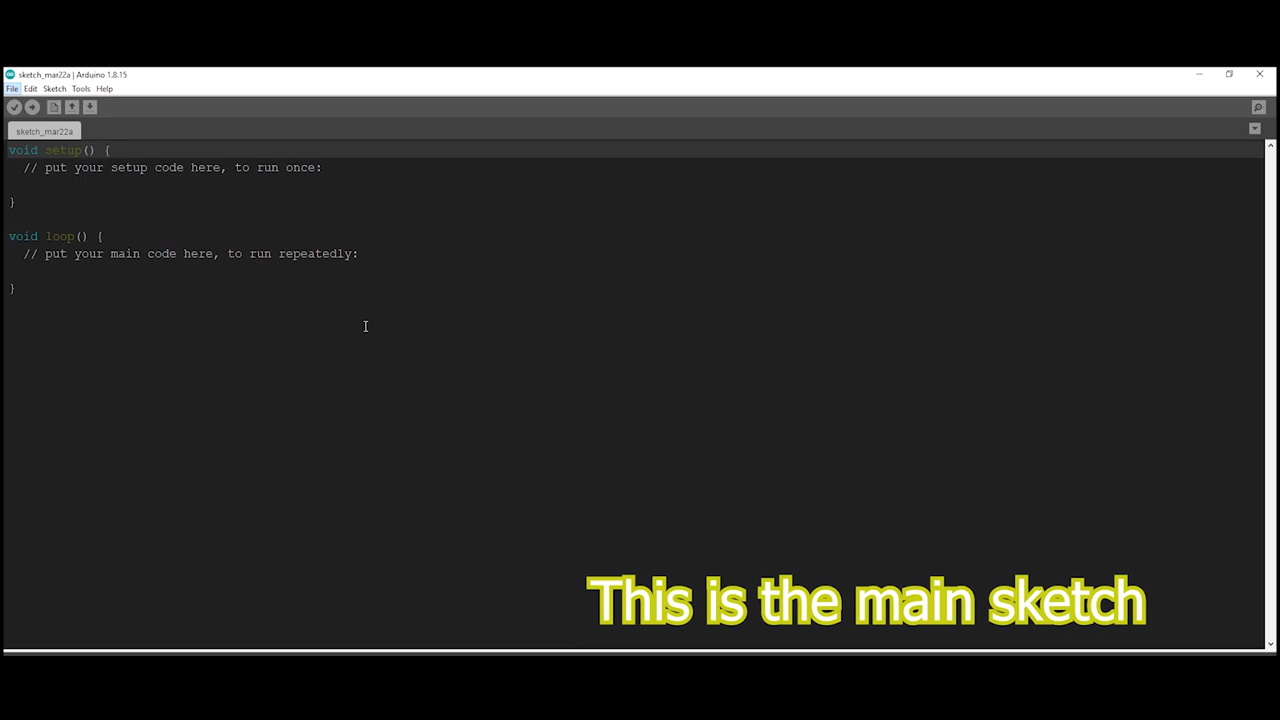 sketch_mar22a | Arduino 1.8.15
File Edit Sketch Tools Help
sketch_mar22a
void setup() {
  // put your setup code here, to run once:
}
void loop() {
  // put your main code here, to run repeatedly:
}
This is the main sketch